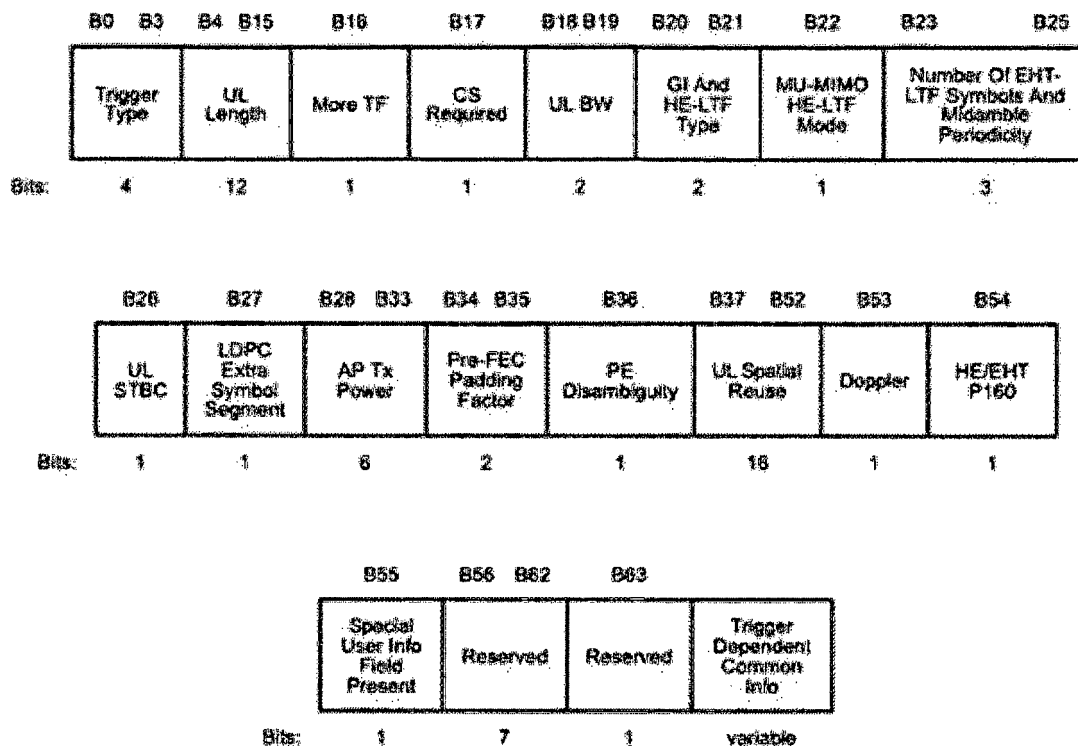 B0 B3 B4 B15 B16 B17 B18 B19 B20 B21 B22 B23 B25
Trigger Type
UL Length
More TF
CS Required
UL BW
GI And HE-LTF Type
MU-MIMO HE-LTF Mode
Number Of EHT-LTF Symbols And Midamble Periodicity
Bits: 4 12 1 1 2 2 1 3
B26 B27 B28 B33 B34 B35 B36 B37 B52 B53 B54
UL STBC
LDPC Extra Symbol Segment
AP Tx Power
Pre-FEC Padding Factor
PE Disambiguity
UL Spatial Reuse
Doppler
HE/EHT P160
Bits: 1 1 6 2 1 16 1 1
B55 B56 B62 B63
Special User Info Field Present
Reserved
Reserved
Trigger Dependent Common Info
Bits: 1 7 1 variable